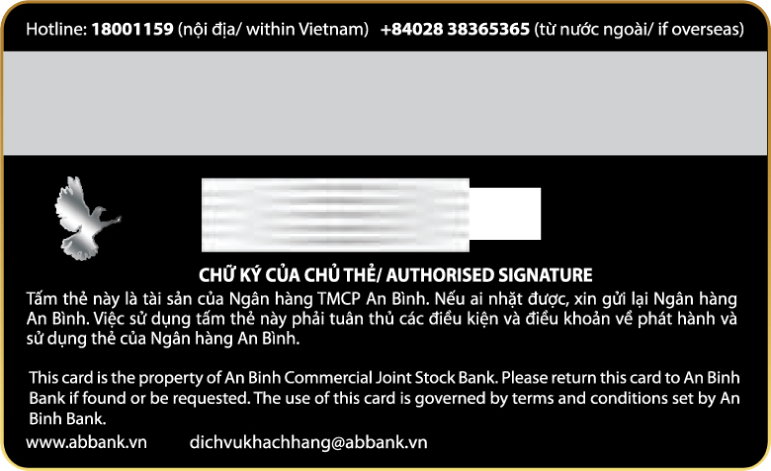 Hotline: 18001159 (nội địa/ within Vietnam) +84028 38365365 (từ nước ngoài/ if overseas)
CHỮ KÝ CỦA CHỦ THẺ/ AUTHORISED SIGNATURE
Tấm thẻ này là tài sản của Ngân hàng TMCP An Bình. Nếu ai nhặt được, xin gửi lại Ngân hàng
An Bình. Việc sử dụng tấm thẻ này phải tuân thủ các điều kiện và điều khoản về phát hành và
sử dụng thẻ của Ngân hàng An Bình.
This card is the property of An Binh Commercial Joint Stock Bank. Please return this card to An Binh
Bank if found or be requested. The use of this card is governed by terms and conditions set by An
Binh Bank.
www.abbank.vn dichvukhachhang@abbank.vn